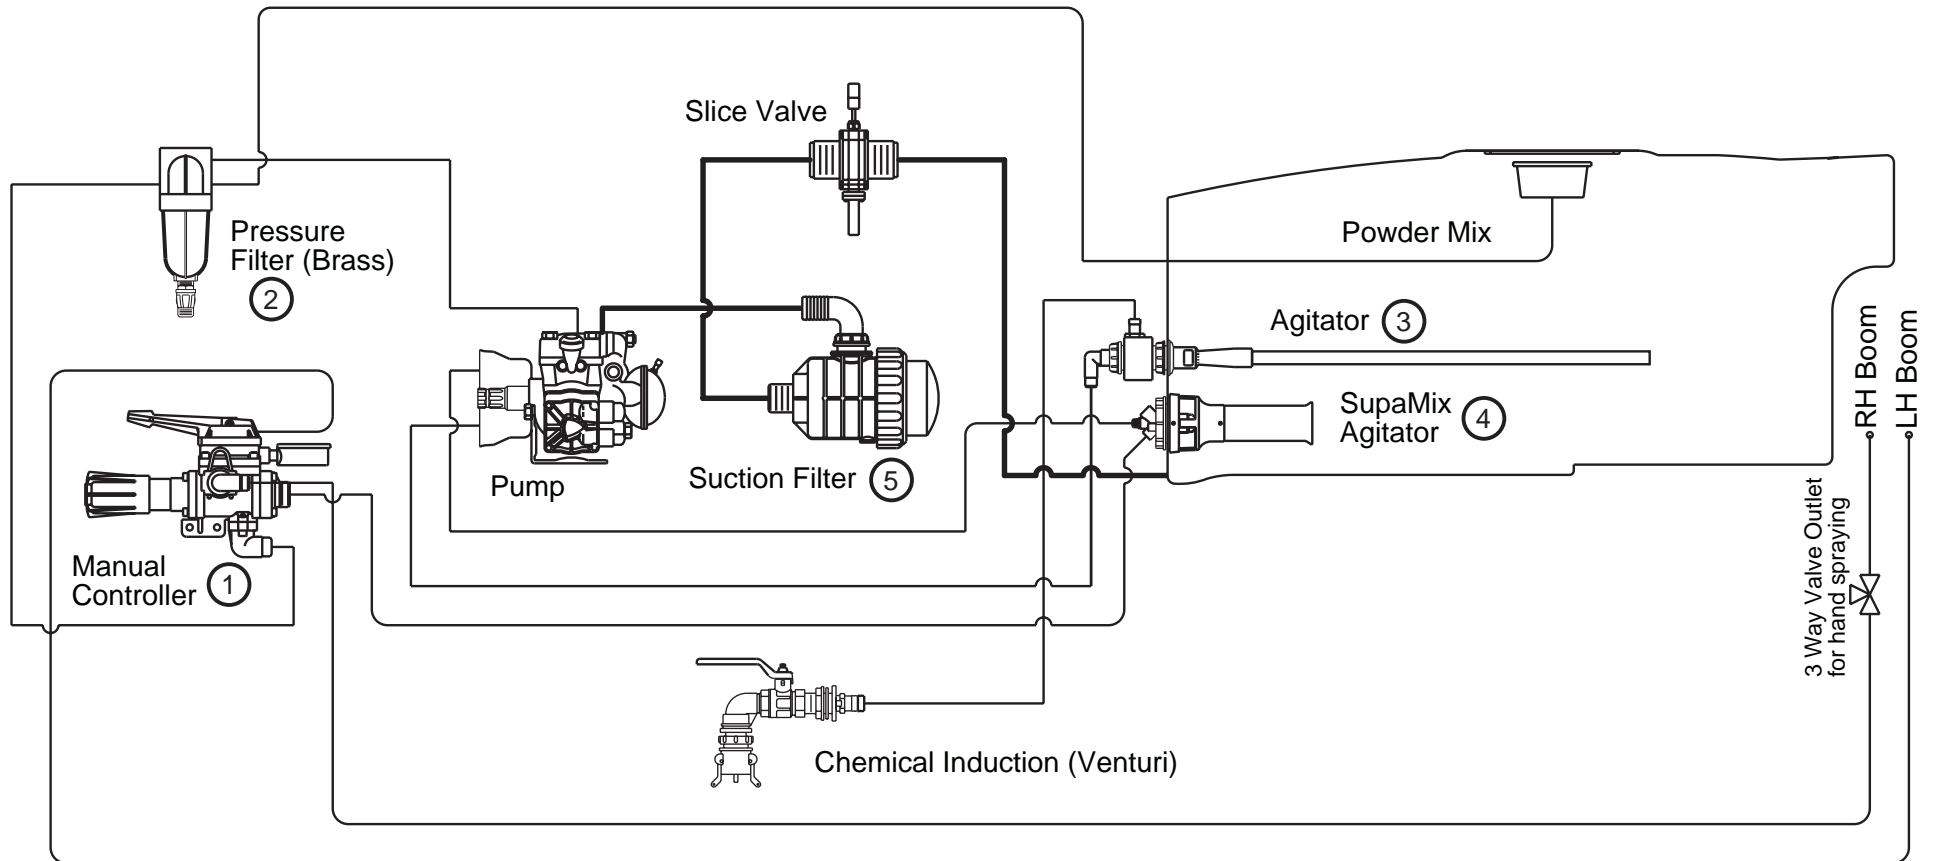 Slice Valve
Pressure
Filter (Brass)
2
Powder Mix
Agitator 3
SupaMix
Agitator 4
RH Boom
LH Boom
Pump
Suction Filter 5
Manual
Controller 1
3 Way Valve Outlet
for hand spraying
Chemical Induction (Venturi)